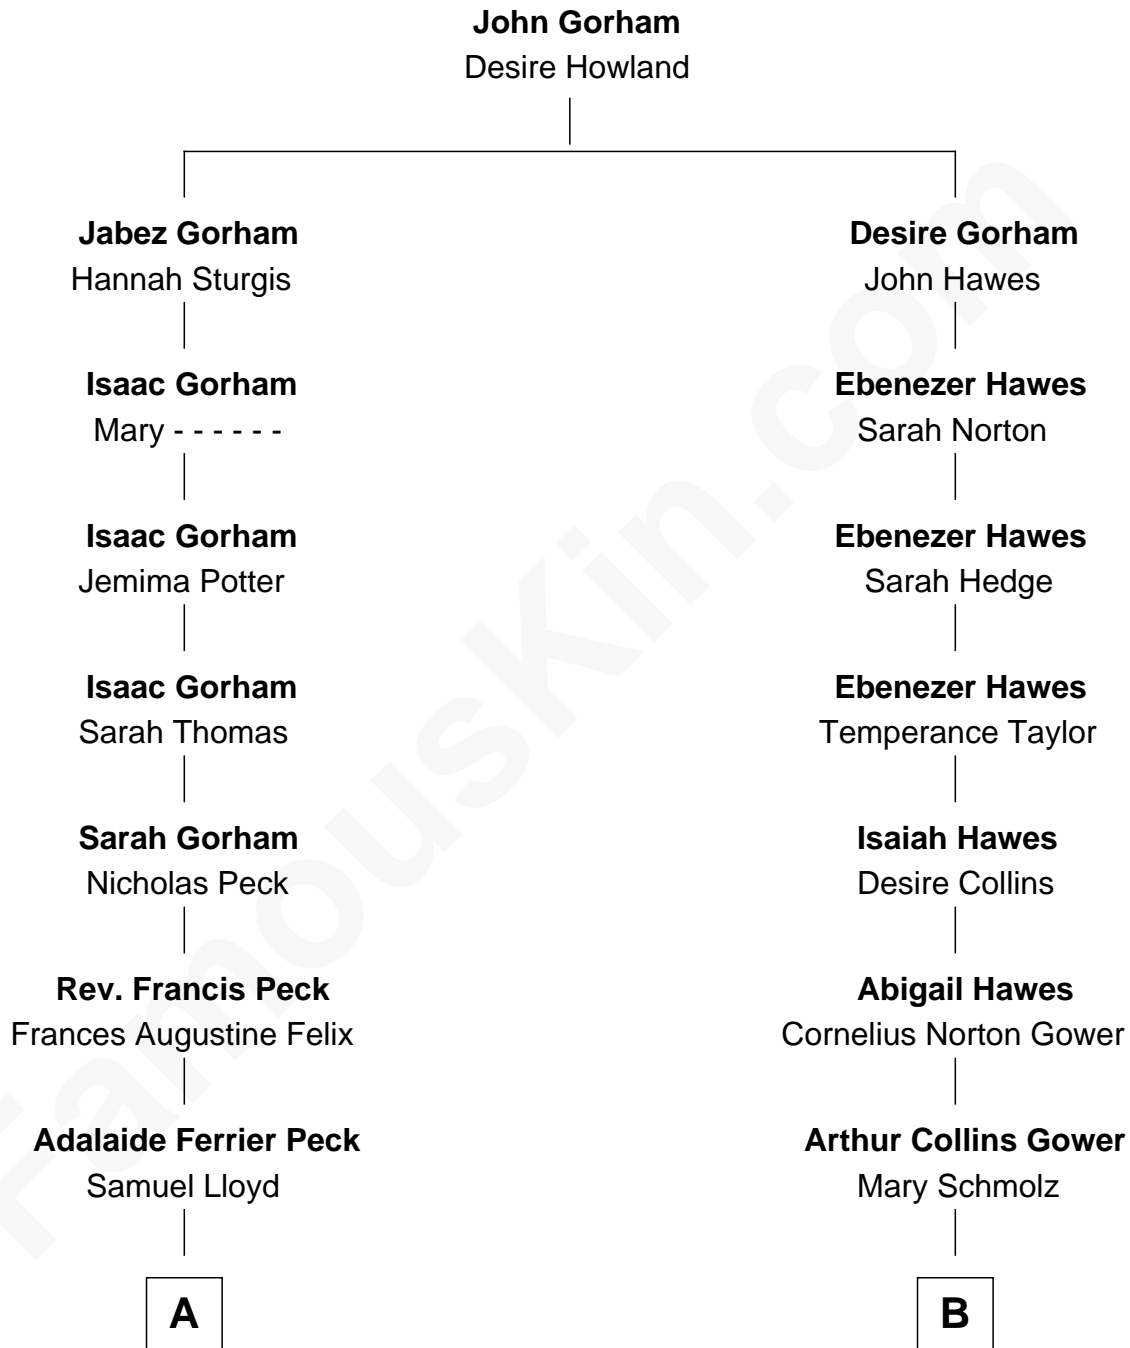 John Gorham
Desire Howland
Jabez Gorham
Hannah Sturgis
Isaac Gorham
Mary - - - - - -
Isaac Gorham
Jemima Potter
Isaac Gorham
Sarah Thomas
Sarah Gorham
Nicholas Peck
Rev. Francis Peck
Frances Augustine Felix
Adalaide Ferrier Peck
Samuel Lloyd
A
Desire Gorham
John Hawes
Ebenezer Hawes
Sarah Norton
Ebenezer Hawes
Sarah Hedge
Ebenezer Hawes
Temperance Taylor
Isaiah Hawes
Desire Collins
Abigail Hawes
Cornelius Norton Gower
Arthur Collins Gower
Mary Schmolz
B
FamousKin.com